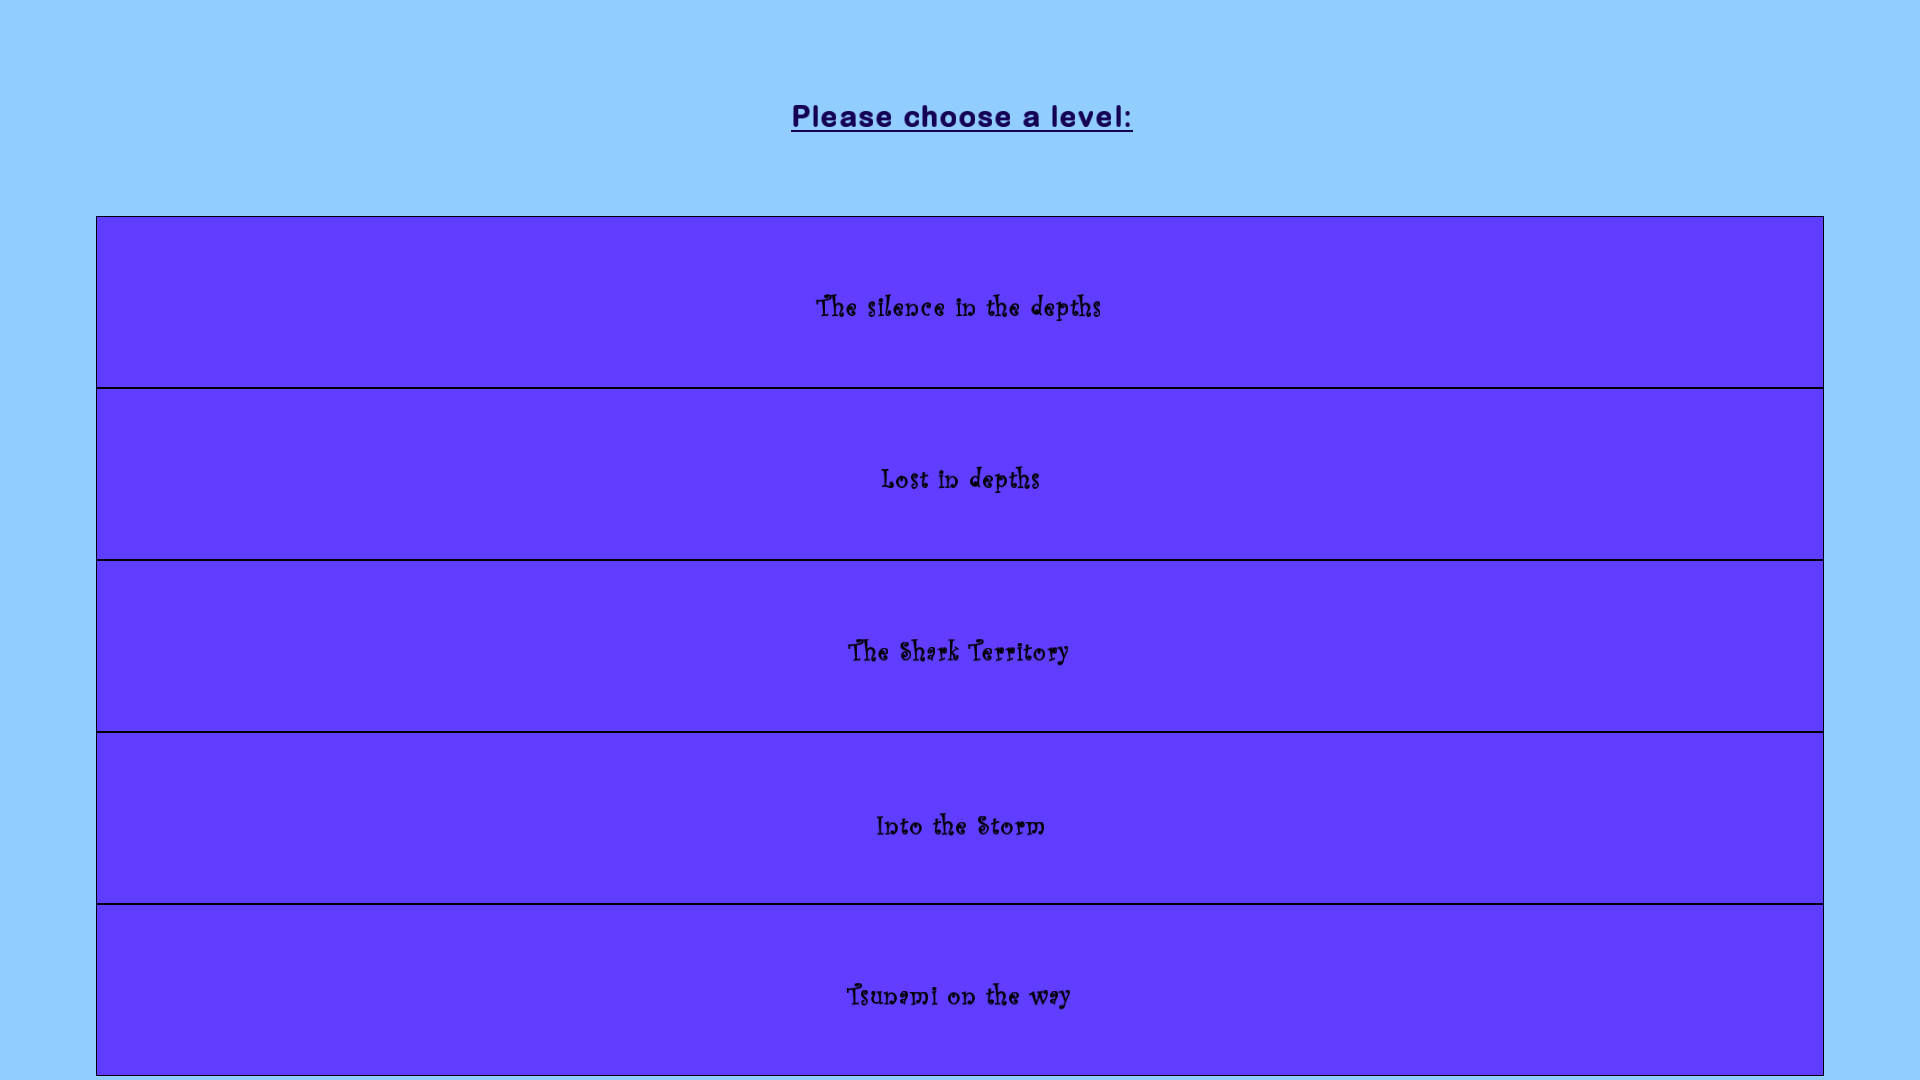 Please choose a level:
The silence in the depths
Lost in depths
The Shark Territory
Into the Storm
Tsunami on the way